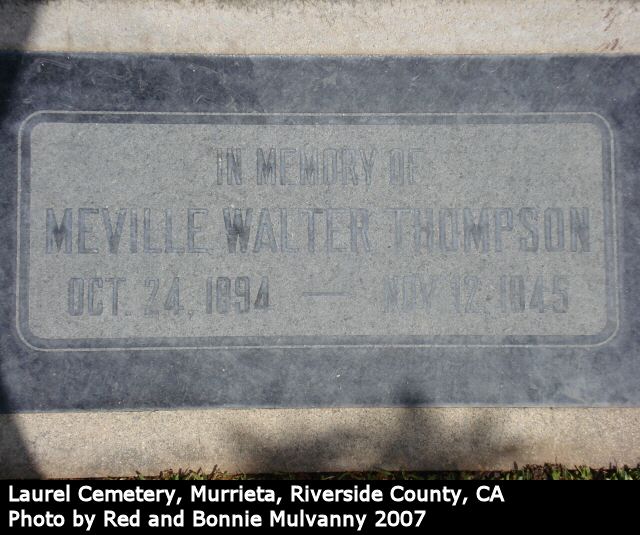 IN MEMORY OF
MEVILLE WALTER THOMPSON
OCT. 24, 1894 — NOV. 12, 1945
Laurel Cemetery, Murrieta, Riverside County, CA
Photo by Red and Bonnie Mulvanny 2007